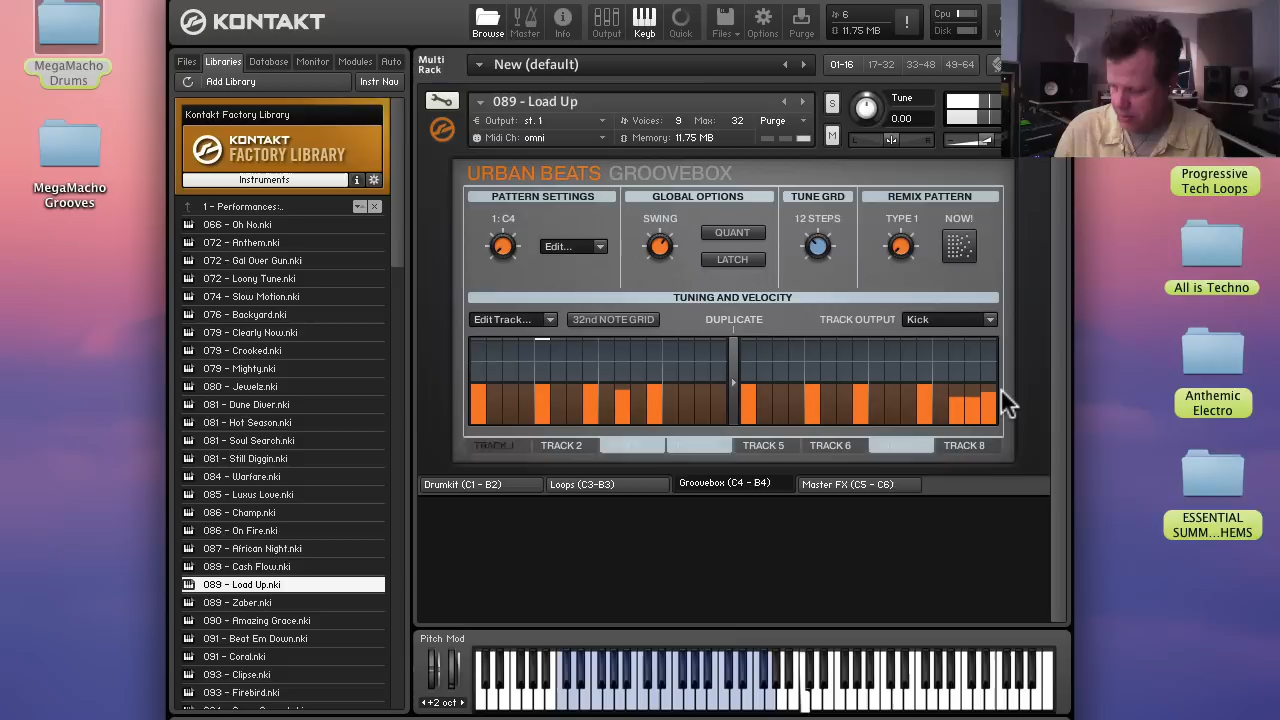 MegaMacho
Drums
MegaMacho
Grooves
KONTAKT
Browse
Master
Info
Output
Keyb
Quick
Files
Options
Purge
6
11.75 MB
!
Cpu
Disk
Files
Libraries
Database
Monitor
Modules
Auto
Add Library
Instr Nav
Kontakt Factory Library
KONTAKT
FACTORY LIBRARY
Instruments
i
1 - Performances:..
066 - Oh No.nki
072 - Anthem.nki
072 - Gal Over Gun.nki
072 - Loony Tune.nki
074 - Slow Motion.nki
076 - Backyard.nki
079 - Clearly Now.nki
079 - Crooked.nki
079 - Mighty.nki
080 - Jewelz.nki
081 - Dune Diver.nki
081 - Hot Season.nki
081 - Soul Search.nki
081 - Still Diggin.nki
084 - Warfare.nki
085 - Luxus Love.nki
086 - Champ.nki
086 - On Fire.nki
087 - African Night.nki
089 - Cash Flow.nki
089 - Load Up.nki
089 - Zaber.nki
090 - Amazing Grace.nki
091 - Beat Em Down.nki
091 - Coral.nki
093 - Clipse.nki
093 - Firebird.nki
Multi
Rack
New (default)
01-16
17-32
33-48
49-64
089 - Load Up
Output: st. 1
Voices: 9
Max: 32
Purge
Midi Ch: omni
Memory: 11.75 MB
S
M
Tune
0.00
URBAN BEATS GROOVEBOX
PATTERN SETTINGS
GLOBAL OPTIONS
TUNE GRD
REMIX PATTERN
1: C4
Edit...
SWING
QUANT
LATCH
12 STEPS
TYPE 1
NOW!
TUNING AND VELOCITY
Edit Track...
32nd NOTE GRID
DUPLICATE
TRACK OUTPUT
Kick
TRACK 1
TRACK 2
TRACK 5
TRACK 6
TRACK 8
Drumkit (C1 - B2)
Loops (C3-B3)
Groovebox (C4 - B4)
Master FX (C5 - C6)
Pitch Mod
+2 oct
Progressive
Tech Loops
All is Techno
Anthemic
Electro
ESSENTIAL
SUMM...HEMS